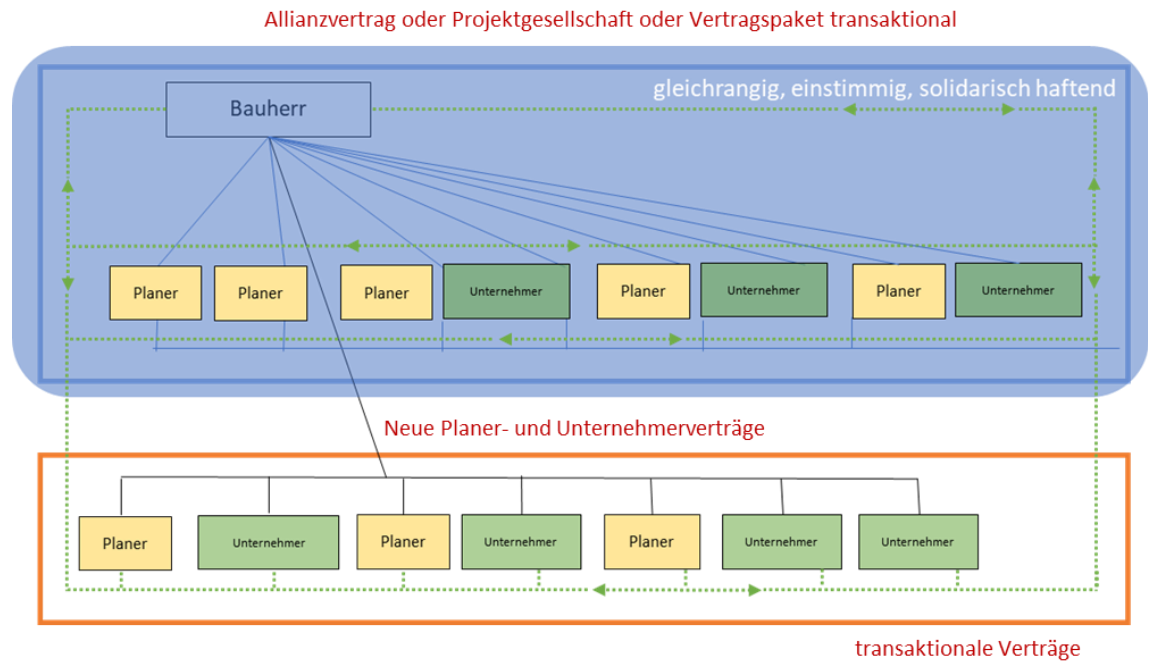 Allianzvertrag oder Projektgesellschaft oder Vertragspaket transaktional
gleichrangig, einstimmig, solidarisch haftend
Bauherr
Planer
Planer
Planer
Unternehmer
Planer
Unternehmer
Planer
Unternehmer
Neue Planer- und Unternehmerverträge
Planer
Unternehmer
Planer
Unternehmer
Planer
Unternehmer
Unternehmer
transaktionale Verträge